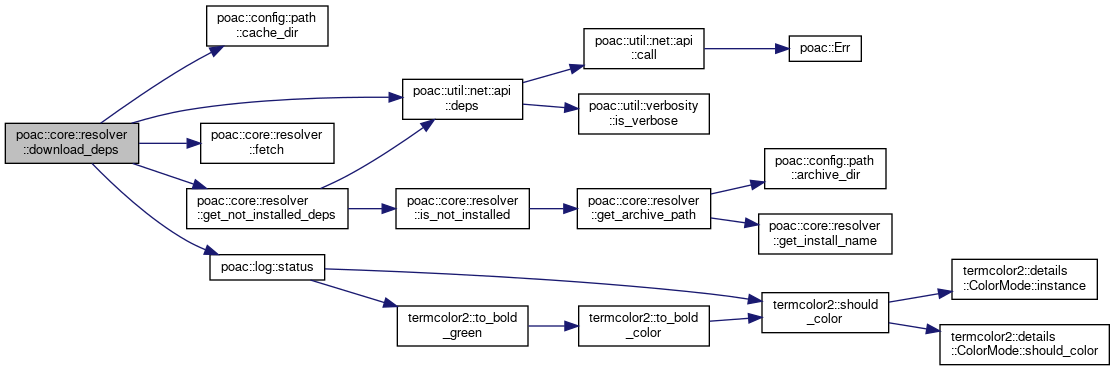 poac::config::path
::cache_dir
poac::util::net::api
::call
poac::Err
poac::util::net::api
::deps
poac::util::verbosity
::is_verbose
poac::core::resolver
::download_deps
poac::core::resolver
::fetch
poac::config::path
::archive_dir
poac::core::resolver
::get_not_installed_deps
poac::core::resolver
::is_not_installed
poac::core::resolver
::get_archive_path
poac::core::resolver
::get_install_name
poac::log::status
termcolor2::details
::ColorMode::instance
termcolor2::to_bold
_green
termcolor2::to_bold
_color
termcolor2::should
_color
termcolor2::details
::ColorMode::should_color